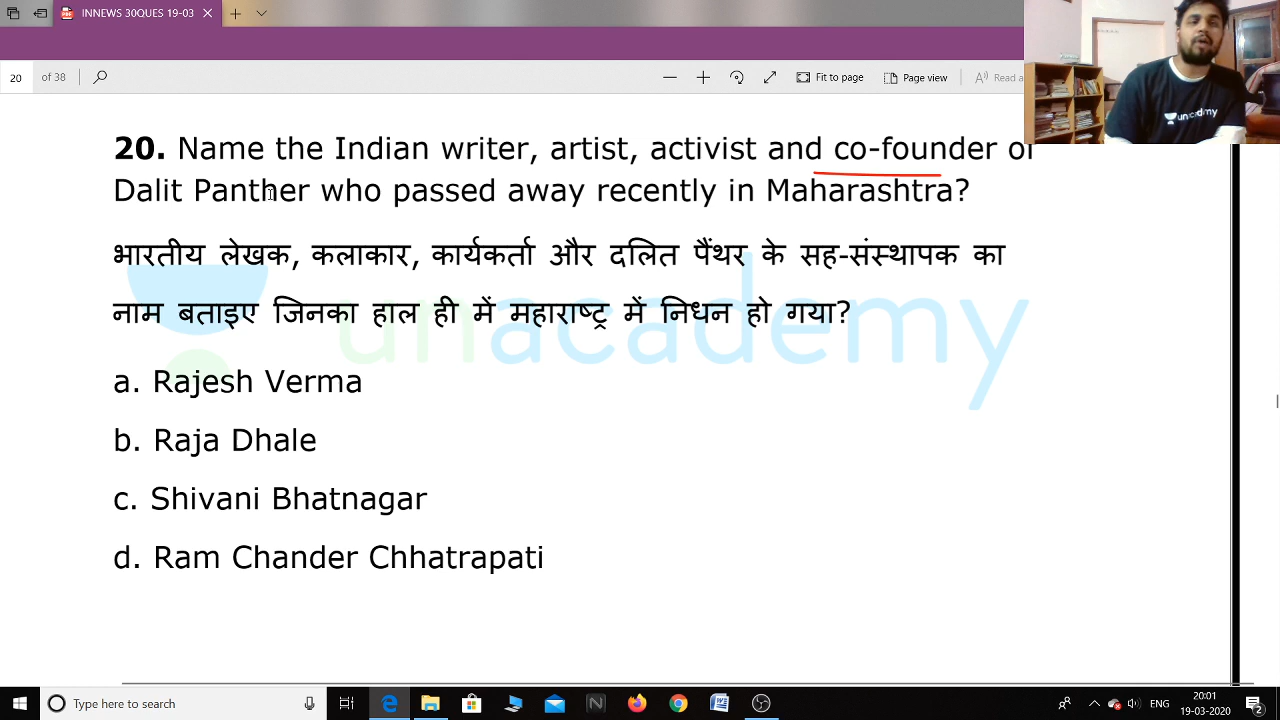 INNEWS 30QUES 19-03
20 of 38
Fit to page
Page view
Read a
unacademy
20. Name the Indian writer, artist, activist and co-founder of
Dalit Panther who passed away recently in Maharashtra?
भारतीय लेखक, कलाकार, कार्यकर्ता और दलित पैंथर के सह-संस्थापक का
नाम बताइए जिनका हाल ही में महाराष्ट्र में निधन हो गया?
unacademy
a. Rajesh Verma
b. Raja Dhale
c. Shivani Bhatnagar
d. Ram Chander Chhatrapati
Type here to search
ENG
20:01
19-03-2020
2